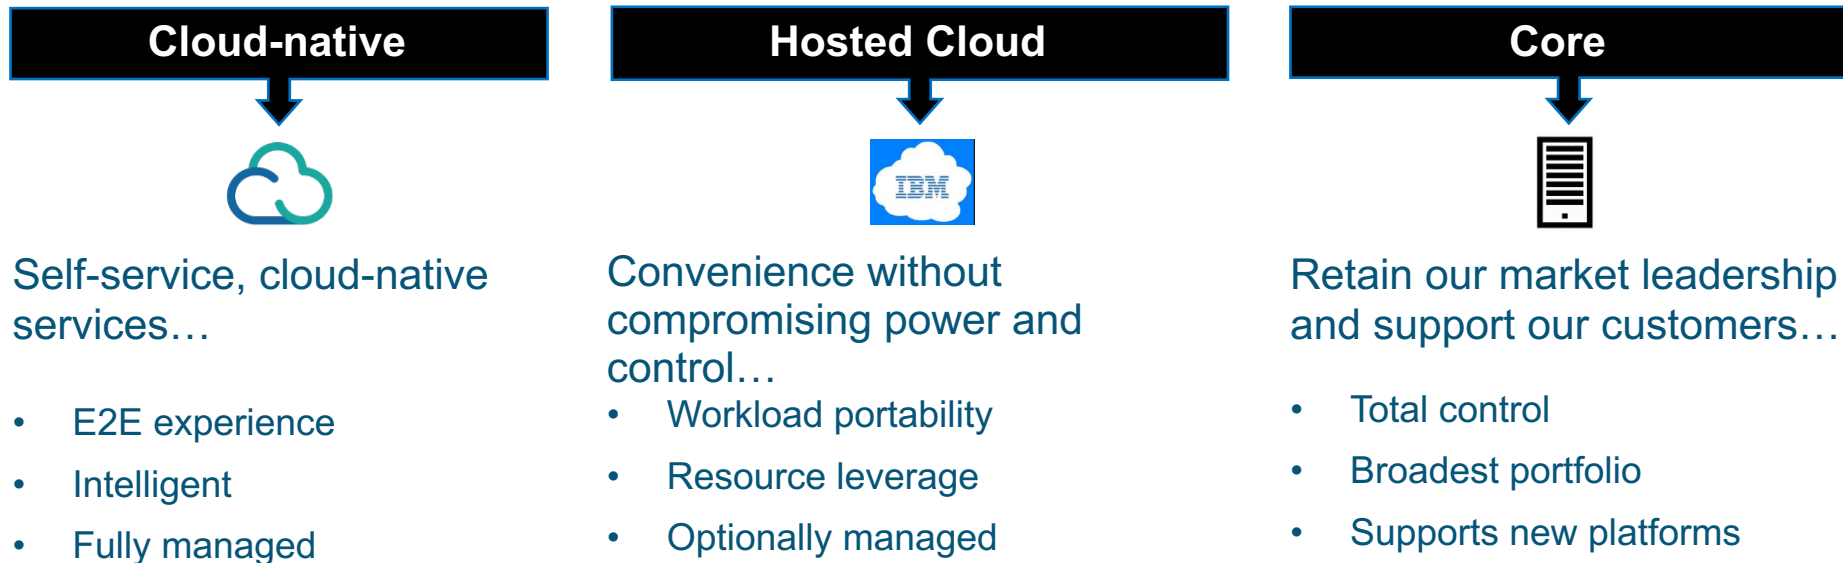 Cloud-native
Self-service, cloud-native
services…
• E2E experience
• Intelligent
• Fully managed
Hosted Cloud
IBM
Convenience without
compromising power and
control…
• Workload portability
• Resource leverage
• Optionally managed
Core
Retain our market leadership
and support our customers…
• Total control
• Broadest portfolio
• Supports new platforms